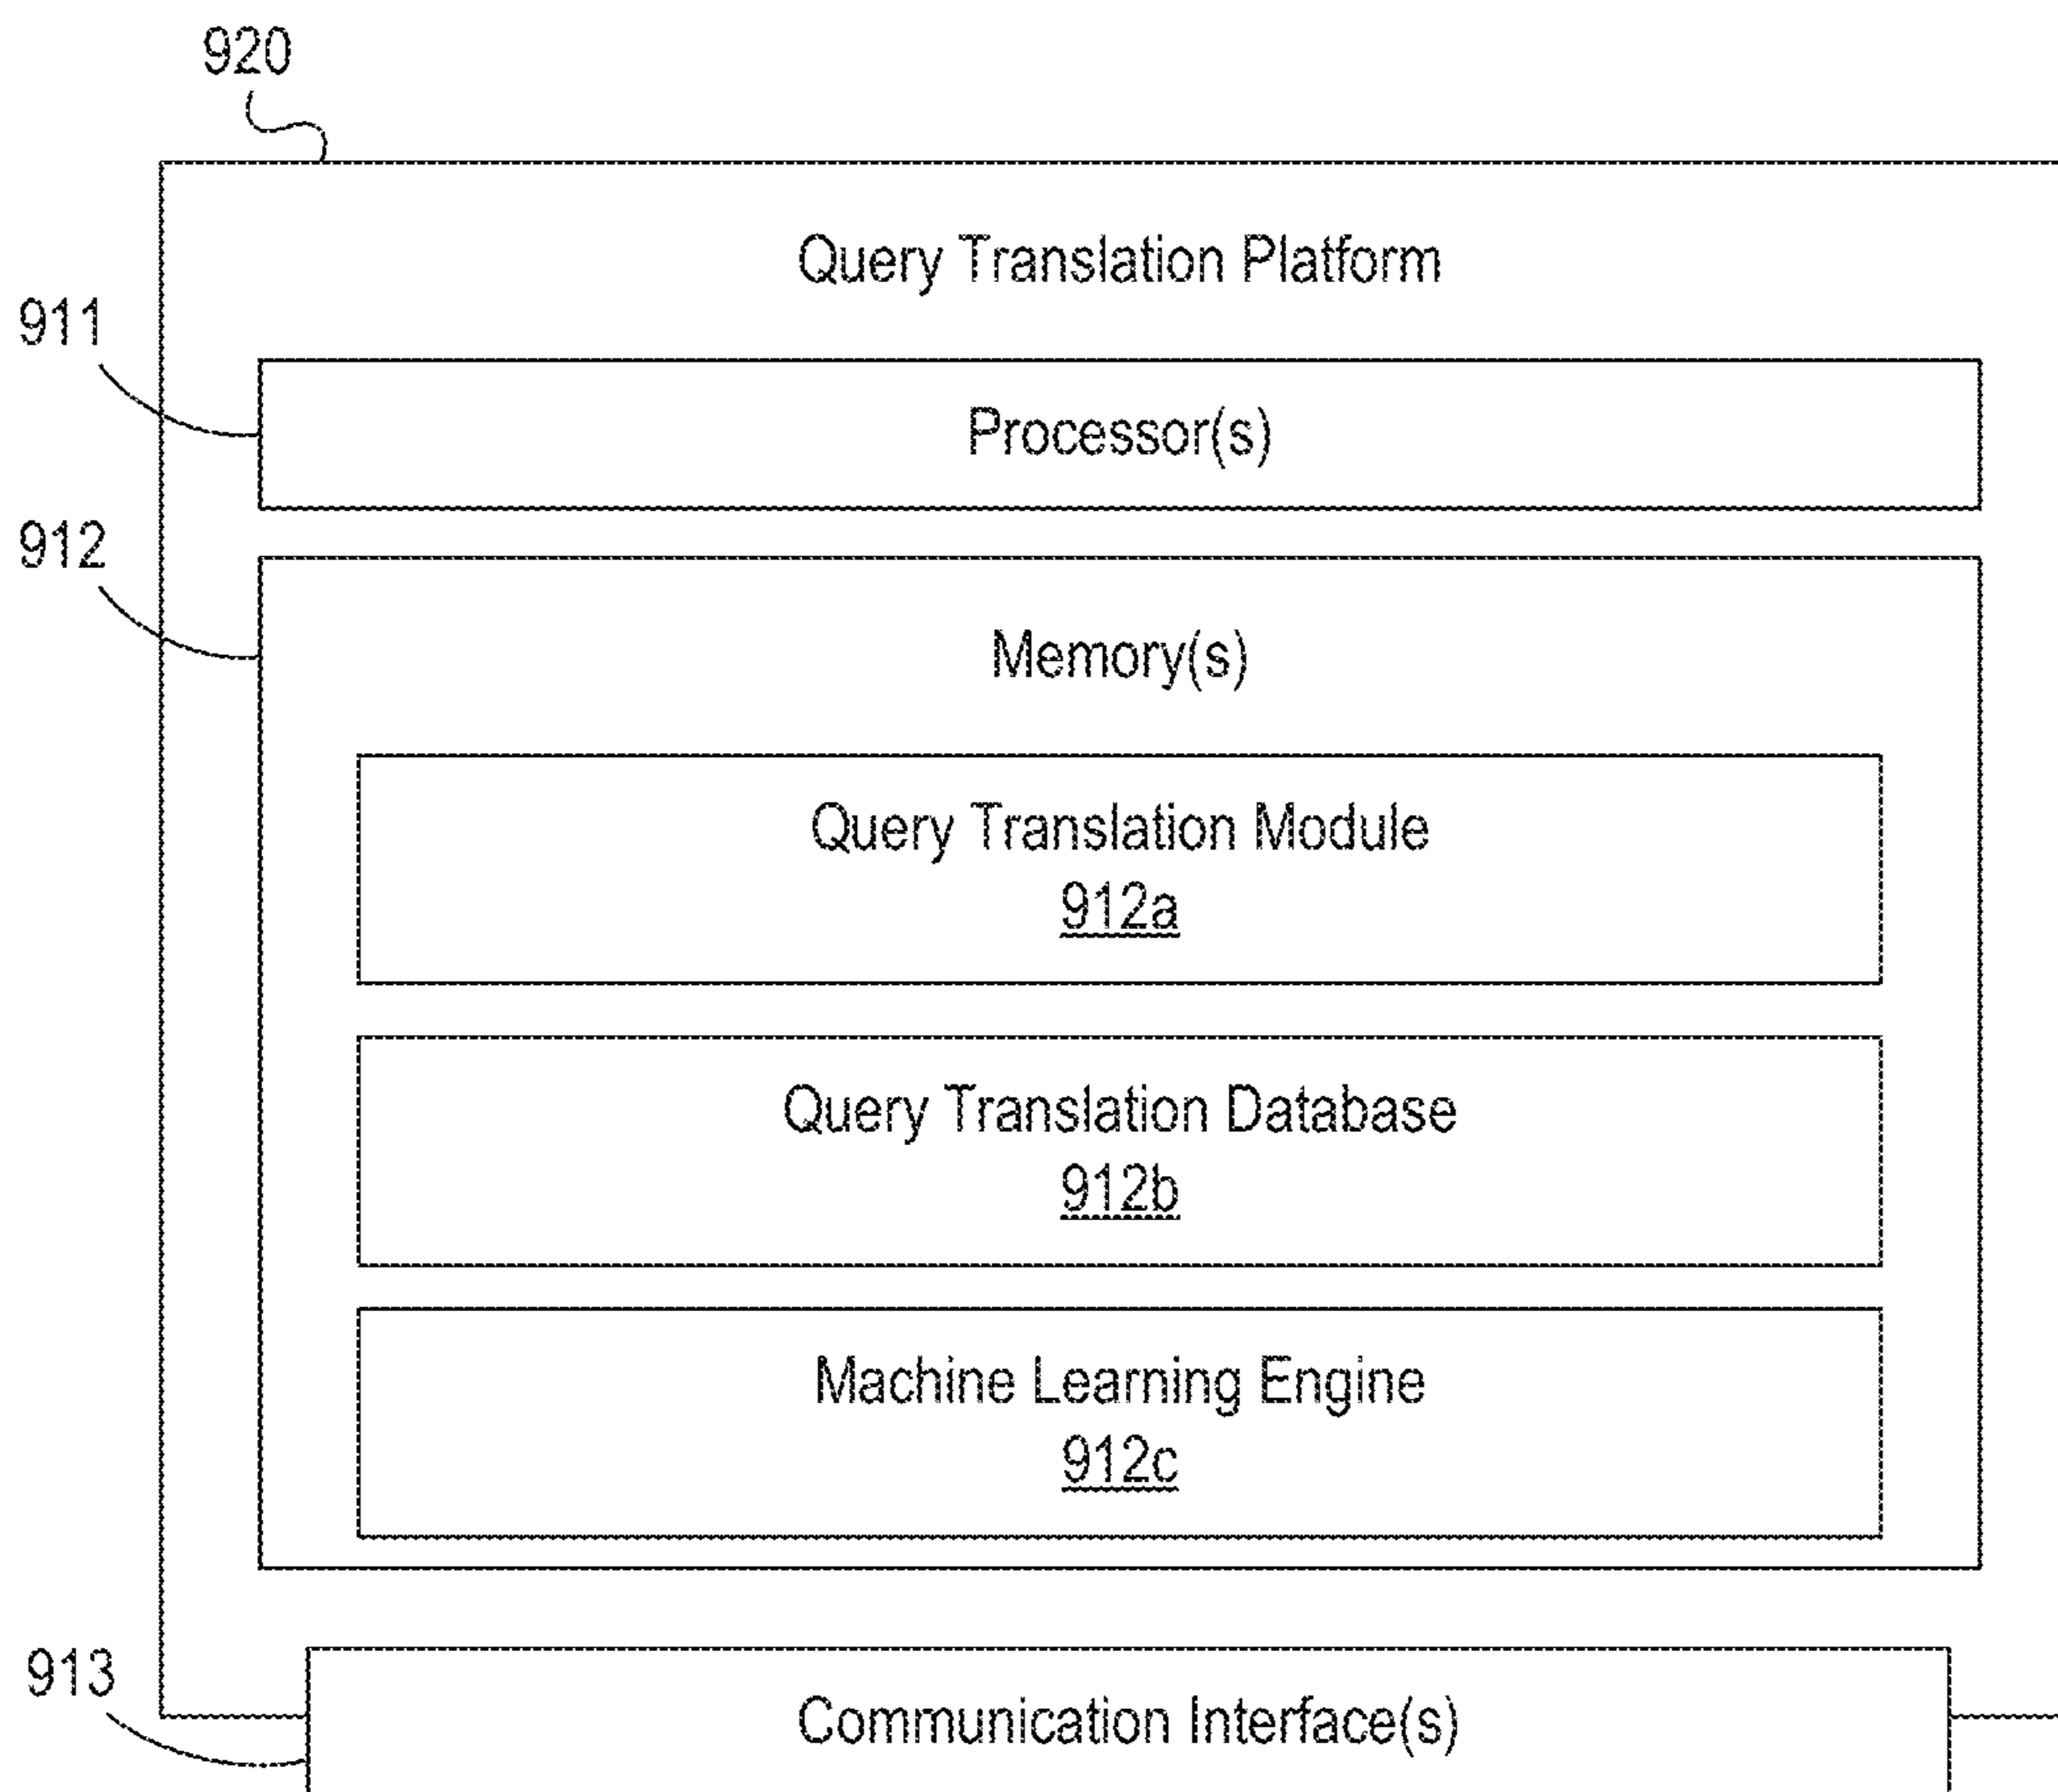 920
Query Translation Platform
911
Processor(s)
912
Memory(s)
Query Translation Module
912a
Query Translation Database
912b
Machine Learning Engine
912c
913
Communication Interface(s)